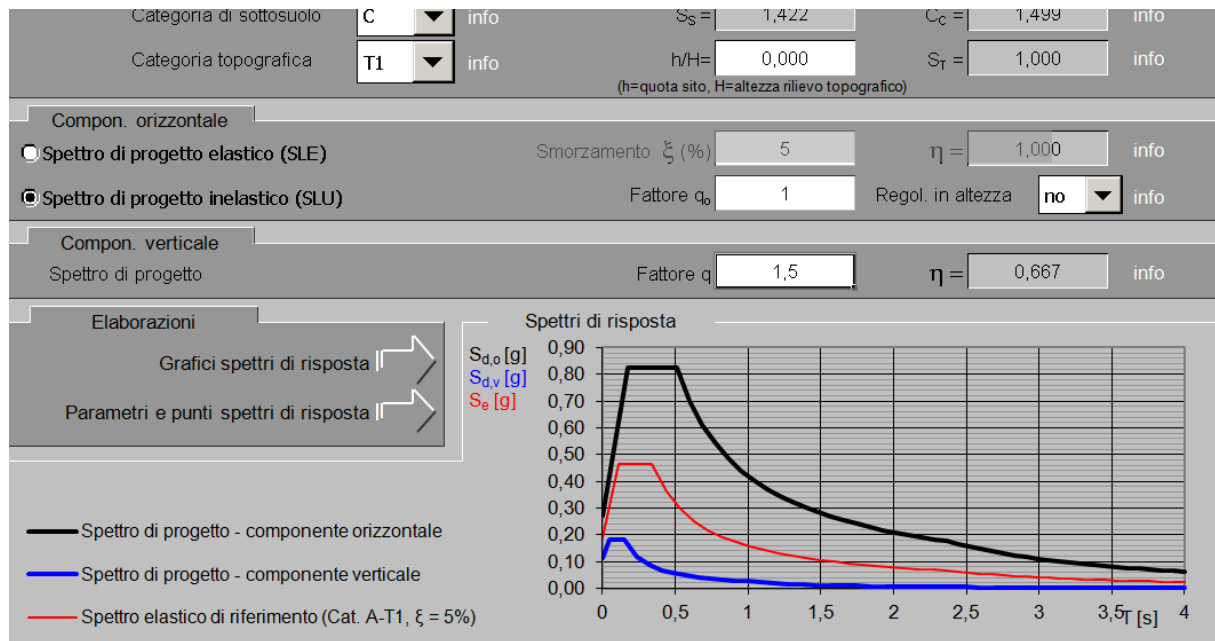 Categoria di sottosuolo C info Sₛ = 1,422 C_C = 1,499 info
Categoria topografica T1 info h/H= 0,000 S_T = 1,000 info
(h=quota sito, H=altezza rilievo topografico)
Compon. orizzontale
Spettro di progetto elastico (SLE) Smorzamento ξ (%) 5 η = 1,000 info
Spettro di progetto inelastico (SLU) Fattore qₒ 1 Regol. in altezza no info
Compon. verticale
Spettro di progetto Fattore q 1,5 η = 0,667 info
Elaborazioni
Grafici spettri di risposta
Parametri e punti spettri di risposta
Spettri di risposta
S_d,o [g]
S_d,v [g]
S_e [g]
0,90
0,80
0,70
0,60
0,50
0,40
0,30
0,20
0,10
0,00
0 0,5 1 1,5 2 2,5 3 3,5 T [s] 4
Spettro di progetto - componente orizzontale
Spettro di progetto - componente verticale
Spettro elastico di riferimento (Cat. A-T1, ξ = 5%)